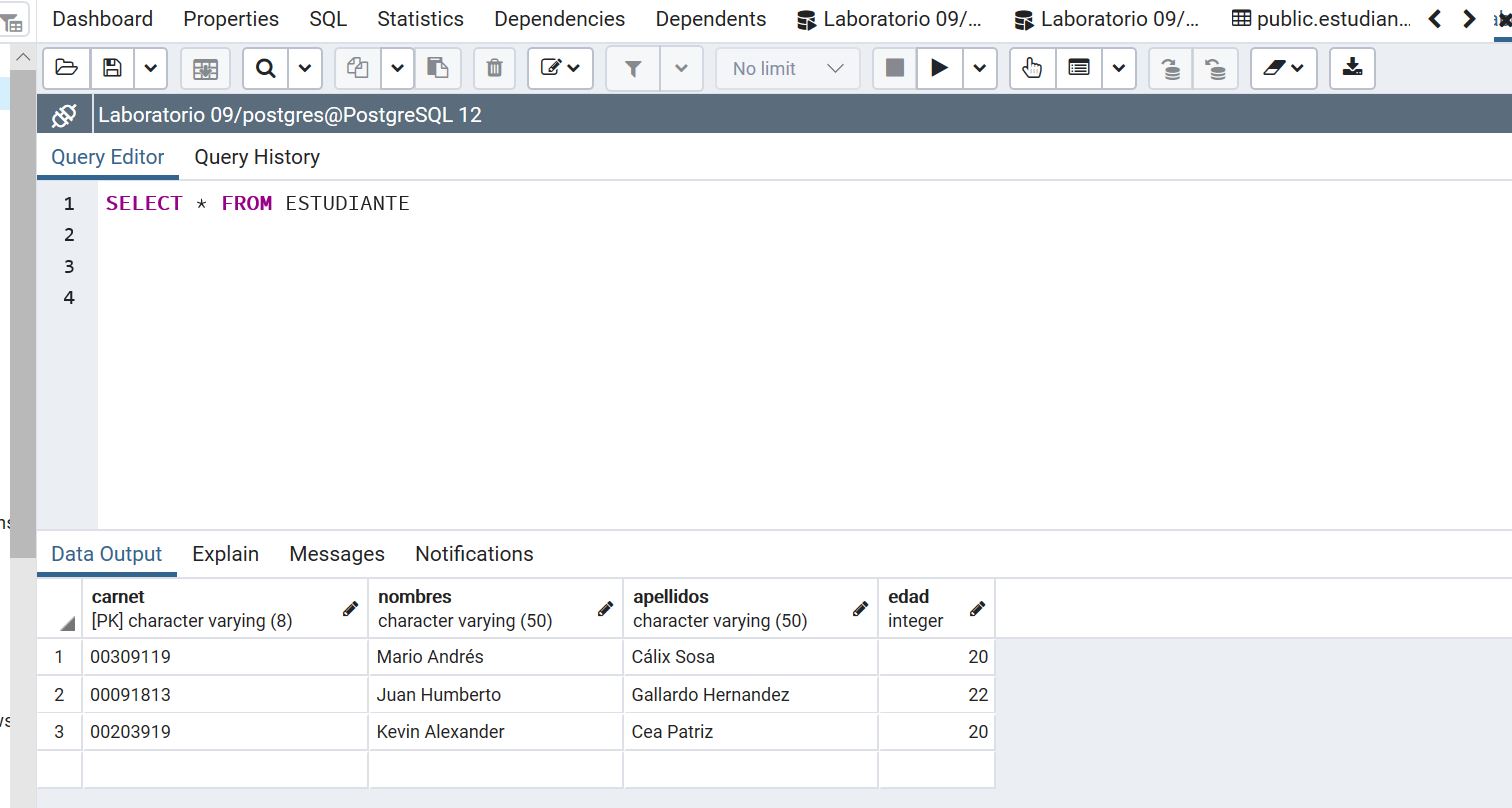 Dashboard Properties SQL Statistics Dependencies Dependents Laboratorio 09/... Laboratorio 09/... public.estudian...
No limit
Laboratorio 09/postgres@PostgreSQL 12
Query Editor Query History
1 SELECT * FROM ESTUDIANTE
2
3
4
Data Output Explain Messages Notifications
carnet nombres apellidos edad
[PK] character varying (8) character varying (50) character varying (50) integer
1 00309119 Mario Andrés Cálix Sosa 20
2 00091813 Juan Humberto Gallardo Hernandez 22
3 00203919 Kevin Alexander Cea Patriz 20